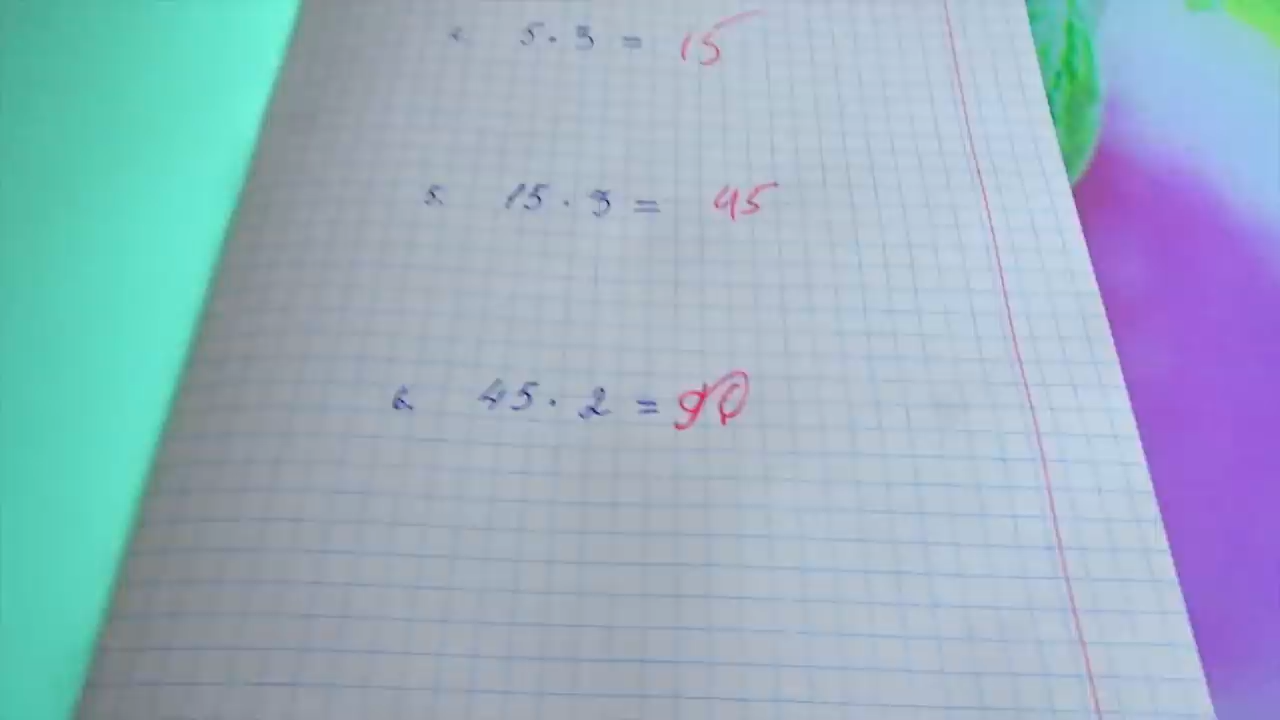 5 · 3 = 15
5. 15 · 3 = 45
6. 45 · 2 = 90